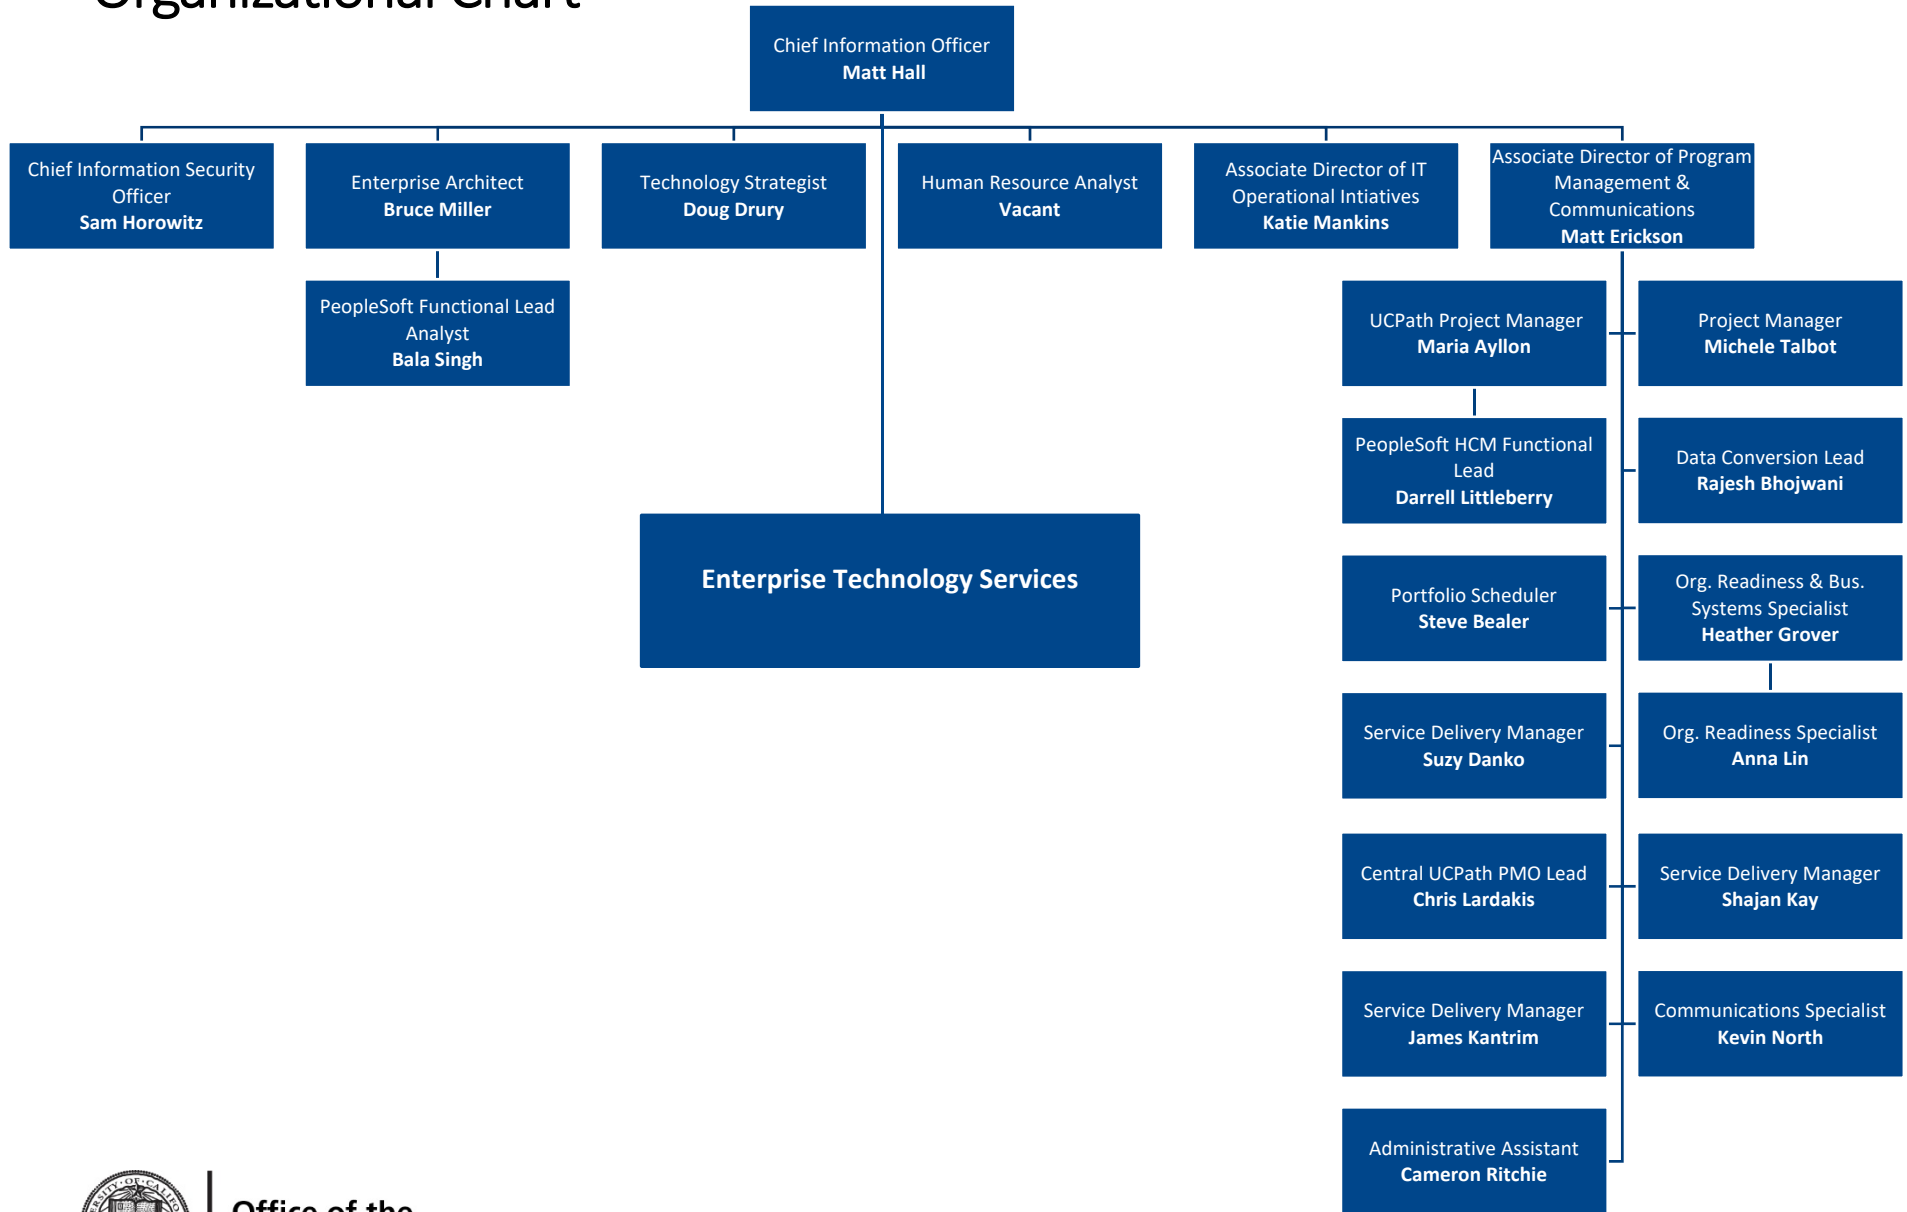 Organizational Chart
Chief Information Officer
Matt Hall
Chief Information Security
Officer
Sam Horowitz
Enterprise Architect
Bruce Miller
Technology Strategist
Doug Drury
Human Resource Analyst
Vacant
Associate Director of IT
Operational Intiatives
Katie Mankins
Associate Director of Program
Management &
Communications
Matt Erickson
PeopleSoft Functional Lead
Analyst
Bala Singh
UCPath Project Manager
Maria Ayllon
Project Manager
Michele Talbot
PeopleSoft HCM Functional
Lead
Darrell Littleberry
Data Conversion Lead
Rajesh Bhojwani
Enterprise Technology Services
Portfolio Scheduler
Steve Bealer
Org. Readiness & Bus.
Systems Specialist
Heather Grover
Service Delivery Manager
Suzy Danko
Org. Readiness Specialist
Anna Lin
Central UCPath PMO Lead
Chris Lardakis
Service Delivery Manager
Shajan Kay
Service Delivery Manager
James Kantrim
Communications Specialist
Kevin North
Administrative Assistant
Cameron Ritchie
Office of the